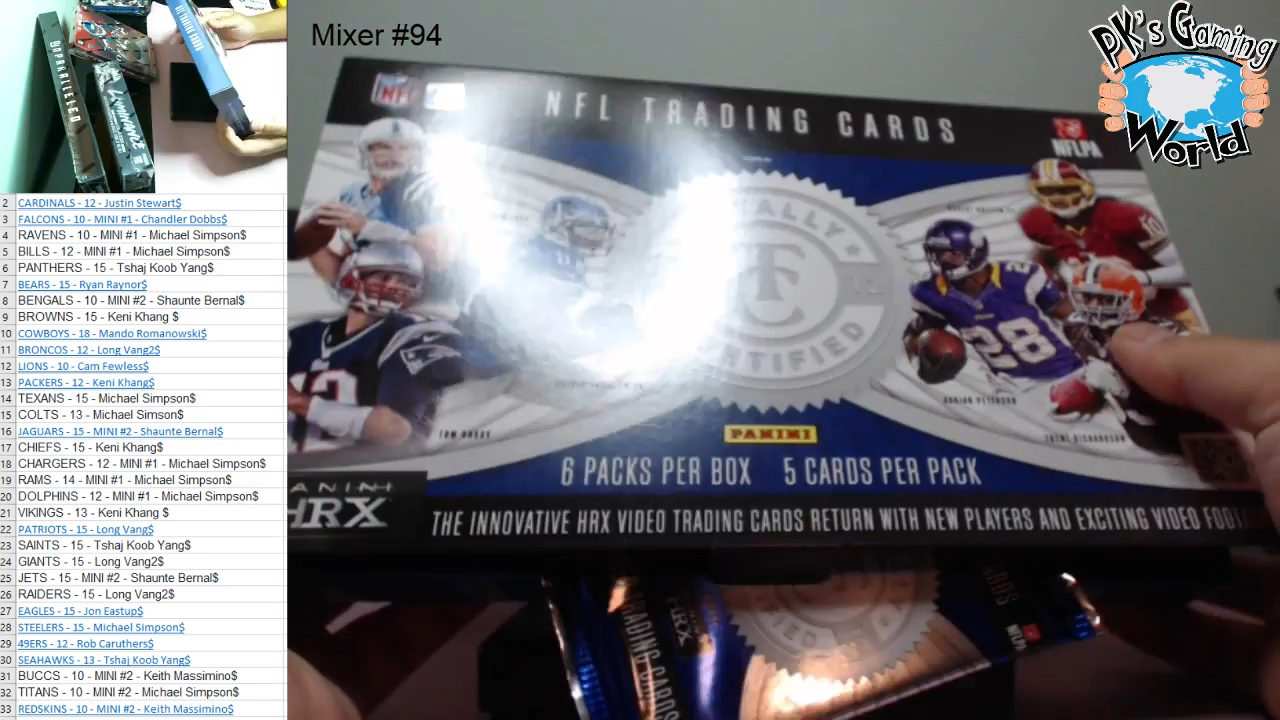 Mixer #94
PK's Gaming World
UNPARALLELED
LUMINANCE
NFL TRADING CARDS
NFL
NFLPA
TOTALLY CERTIFIED
TC
TOM BRADY
ADRIAN PETERSON
TRENT RICHARDSON
PANINI
6 PACKS PER BOX 5 CARDS PER PACK
PANINI
HRX
THE INNOVATIVE HRX VIDEO TRADING CARDS RETURN WITH NEW PLAYERS AND EXCITING VIDEO
TRADING CARDS
HRX
NFLPA
2 CARDINALS - 12 - Justin Stewart$
3 FALCONS - 10 - MINI #1 - Chandler Dobbs$
4 RAVENS - 10 - MINI #1 - Michael Simpson$
5 BILLS - 12 - MINI #1 - Michael Simpson$
6 PANTHERS - 15 - Tshaj Koob Yang$
7 BEARS - 15 - Ryan Raynor$
8 BENGALS - 10 - MINI #2 - Shaunte Bernal$
9 BROWNS - 15 - Keni Khang $
10 COWBOYS - 18 - Mando Romanowski$
11 BRONCOS - 12 - Long Vang2$
12 LIONS - 10 - Cam Fewless$
13 PACKERS - 12 - Keni Khang$
14 TEXANS - 15 - Michael Simpson$
15 COLTS - 13 - Michael Simson$
16 JAGUARS - 15 - MINI #2 - Shaunte Bernal$
17 CHIEFS - 15 - Keni Khang$
18 CHARGERS - 12 - MINI #1 - Michael Simpson$
19 RAMS - 14 - MINI #1 - Michael Simpson$
20 DOLPHINS - 12 - MINI #1 - Michael Simpson$
21 VIKINGS - 13 - Keni Khang $
22 PATRIOTS - 15 - Long Vang$
23 SAINTS - 15 - Tshaj Koob Yang$
24 GIANTS - 15 - Long Vang2$
25 JETS - 15 - MINI #2 - Shaunte Bernal$
26 RAIDERS - 15 - Long Vang2$
27 EAGLES - 15 - Jon Eastup$
28 STEELERS - 15 - Michael Simpson$
29 49ERS - 12 - Rob Caruthers$
30 SEAHAWKS - 13 - Tshaj Koob Yang$
31 BUCCS - 10 - MINI #2 - Keith Massimino$
32 TITANS - 10 - MINI #2 - Michael Simpson$
33 REDSKINS - 10 - MINI #2 - Keith Massimino$